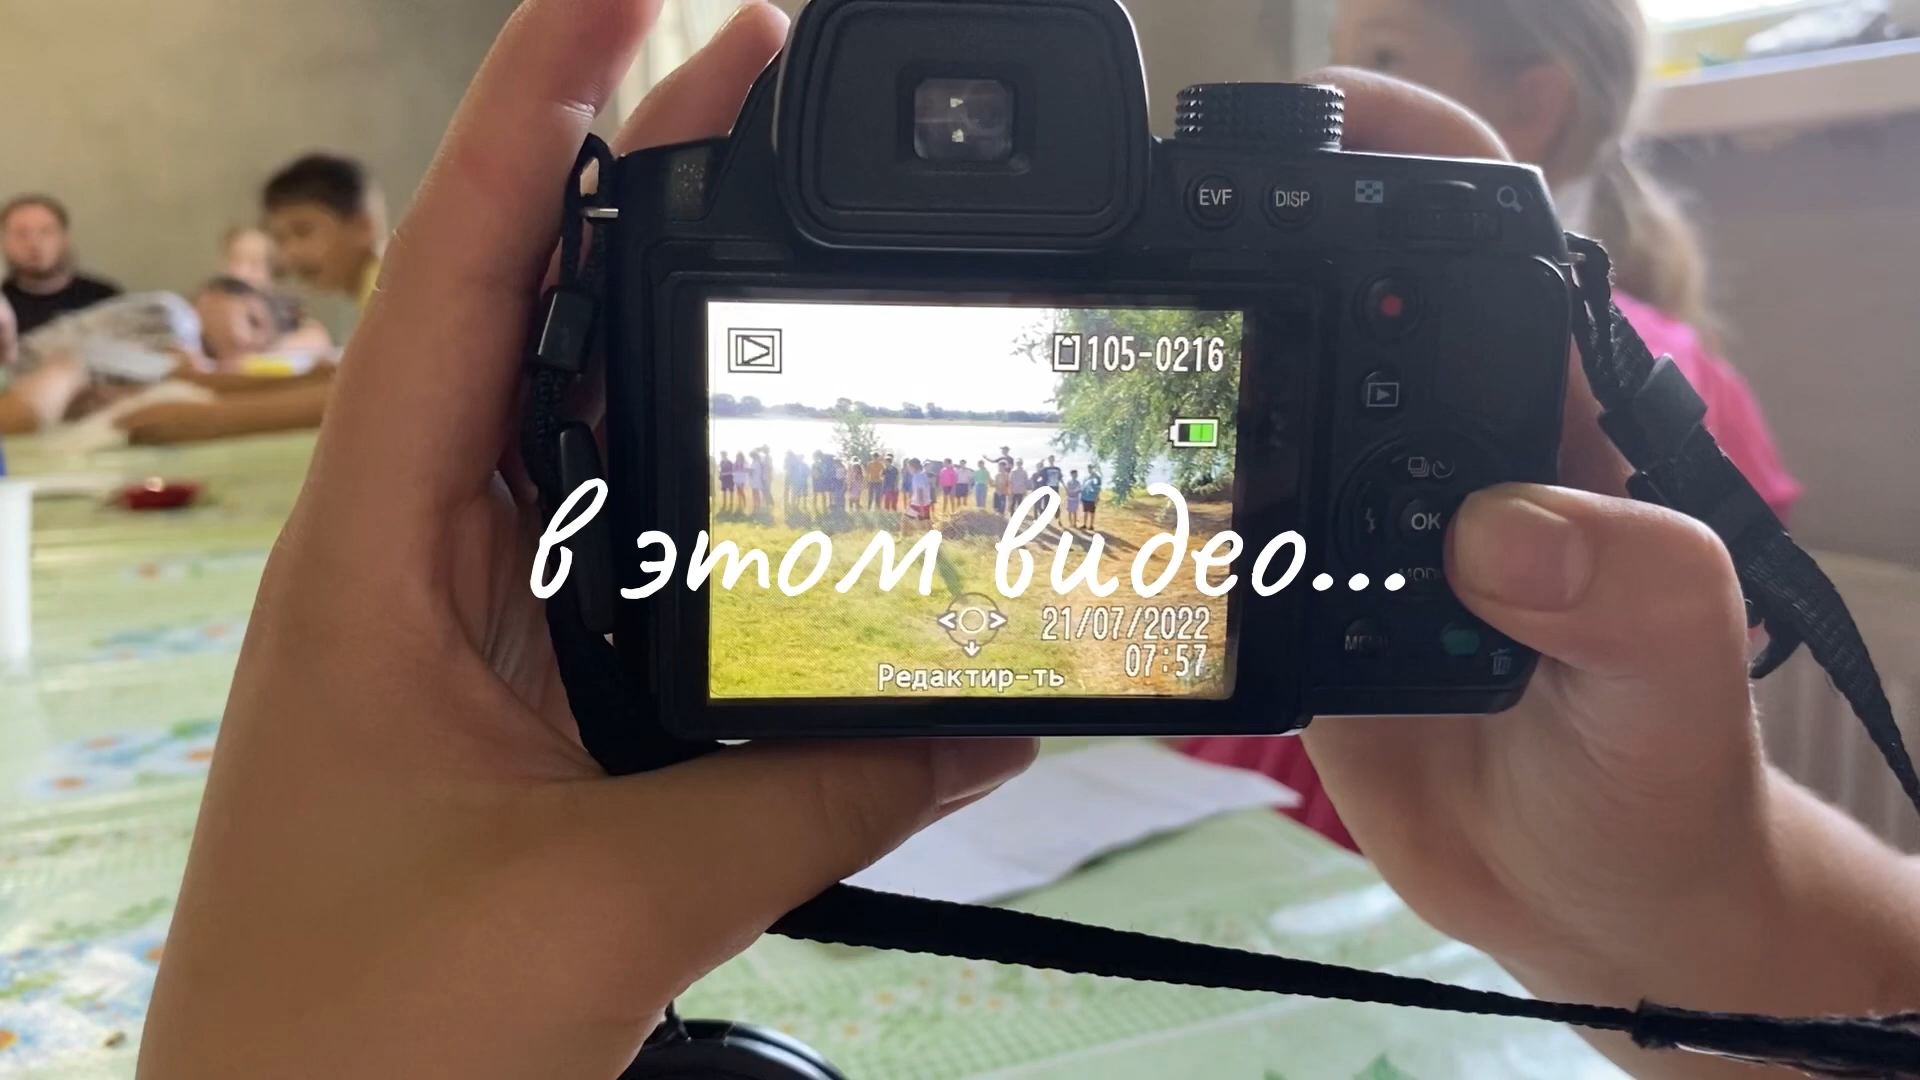 EVF
DISP
105-0216
OK
в этом видео...
21/07/2022
07:57
Редактир-ть